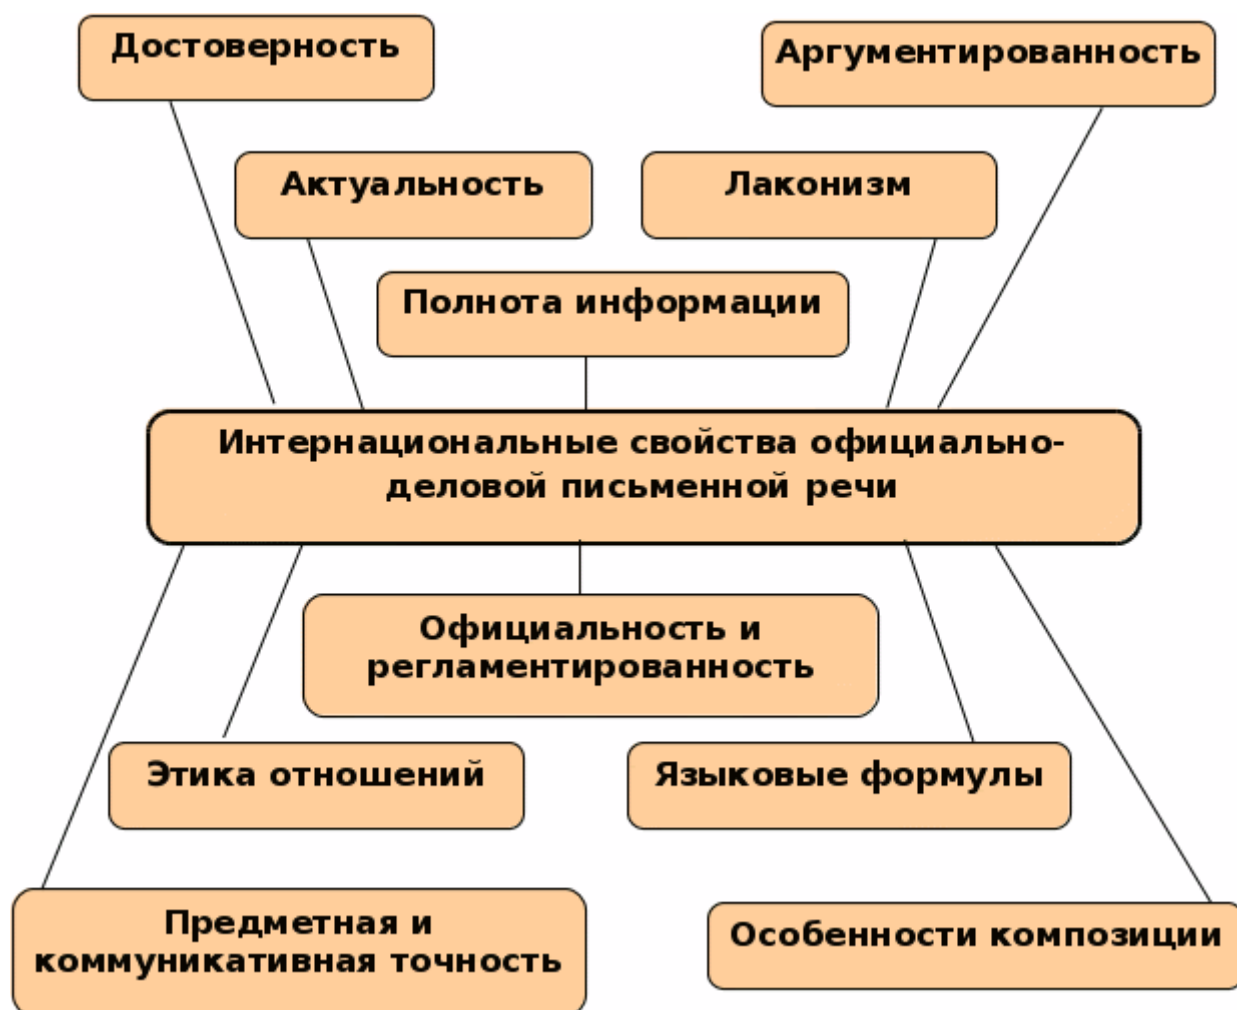 Достоверность
Аргументированность
Актуальность
Лаконизм
Полнота информации
Интернациональные свойства официально-
деловой письменной речи
Официальность и
регламентированность
Этика отношений
Языковые формулы
Предметная и
коммуникативная точность
Особенности композиции